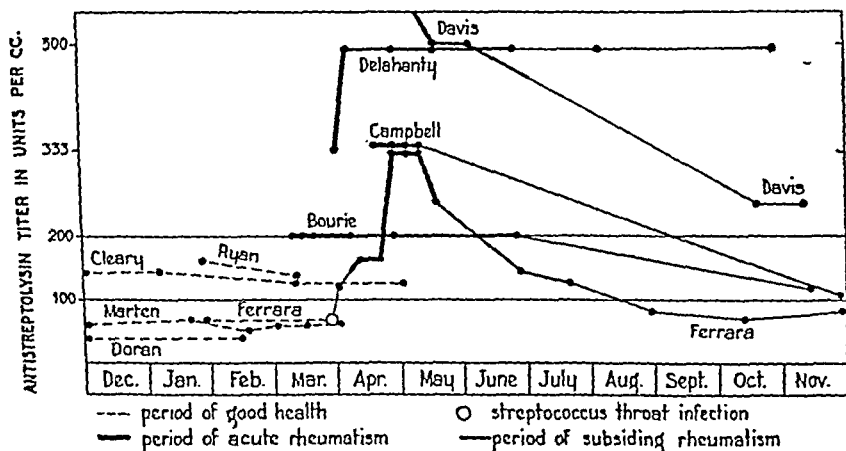 ANTISTREPTOLYSIN TITER IN UNITS PER CC.
500
333
200
100
Davis
Delahanty
Campbell
Davis
Bourie
Ryan
Cleary
Marten
Ferrara
Doran
Ferrara
Dec. Jan. Feb. Mar. Apr. May June July Aug. Sept. Oct. Nov.
period of good health
streptococcus throat infection
period of acute rheumatism
period of subsiding rheumatism